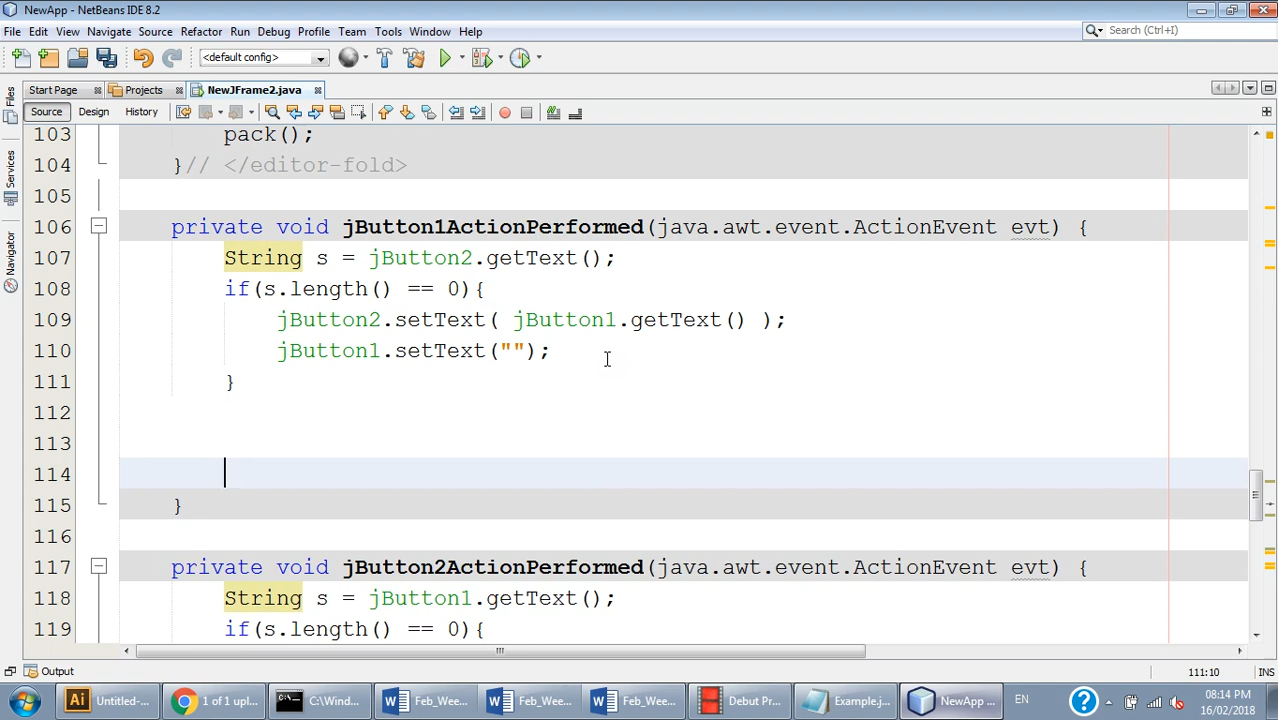 NewApp - NetBeans IDE 8.2
File Edit View Navigate Source Refactor Run Debug Profile Team Tools Window Help
Search (Ctrl+I)
<default config>
Start Page Projects NewJFrame2.java
Source Design History
Files
Services
Navigator
103 pack();
104 }// </editor-fold>
105
106 private void jButton1ActionPerformed(java.awt.event.ActionEvent evt) {
107 String s = jButton2.getText();
108 if(s.length() == 0){
109 jButton2.setText( jButton1.getText() );
110 jButton1.setText("");
111 }
112
113
114
115 }
116
117 private void jButton2ActionPerformed(java.awt.event.ActionEvent evt) {
118 String s = jButton1.getText();
119 if(s.length() == 0){
Output
111:10 INS
Ai Untitled-... 1 of 1 upl... C:\Wind... Feb_Wee... Feb_Wee... Feb_Wee... Debut Pr... Example.j... NewApp ... EN 08:14 PM
16/02/2018